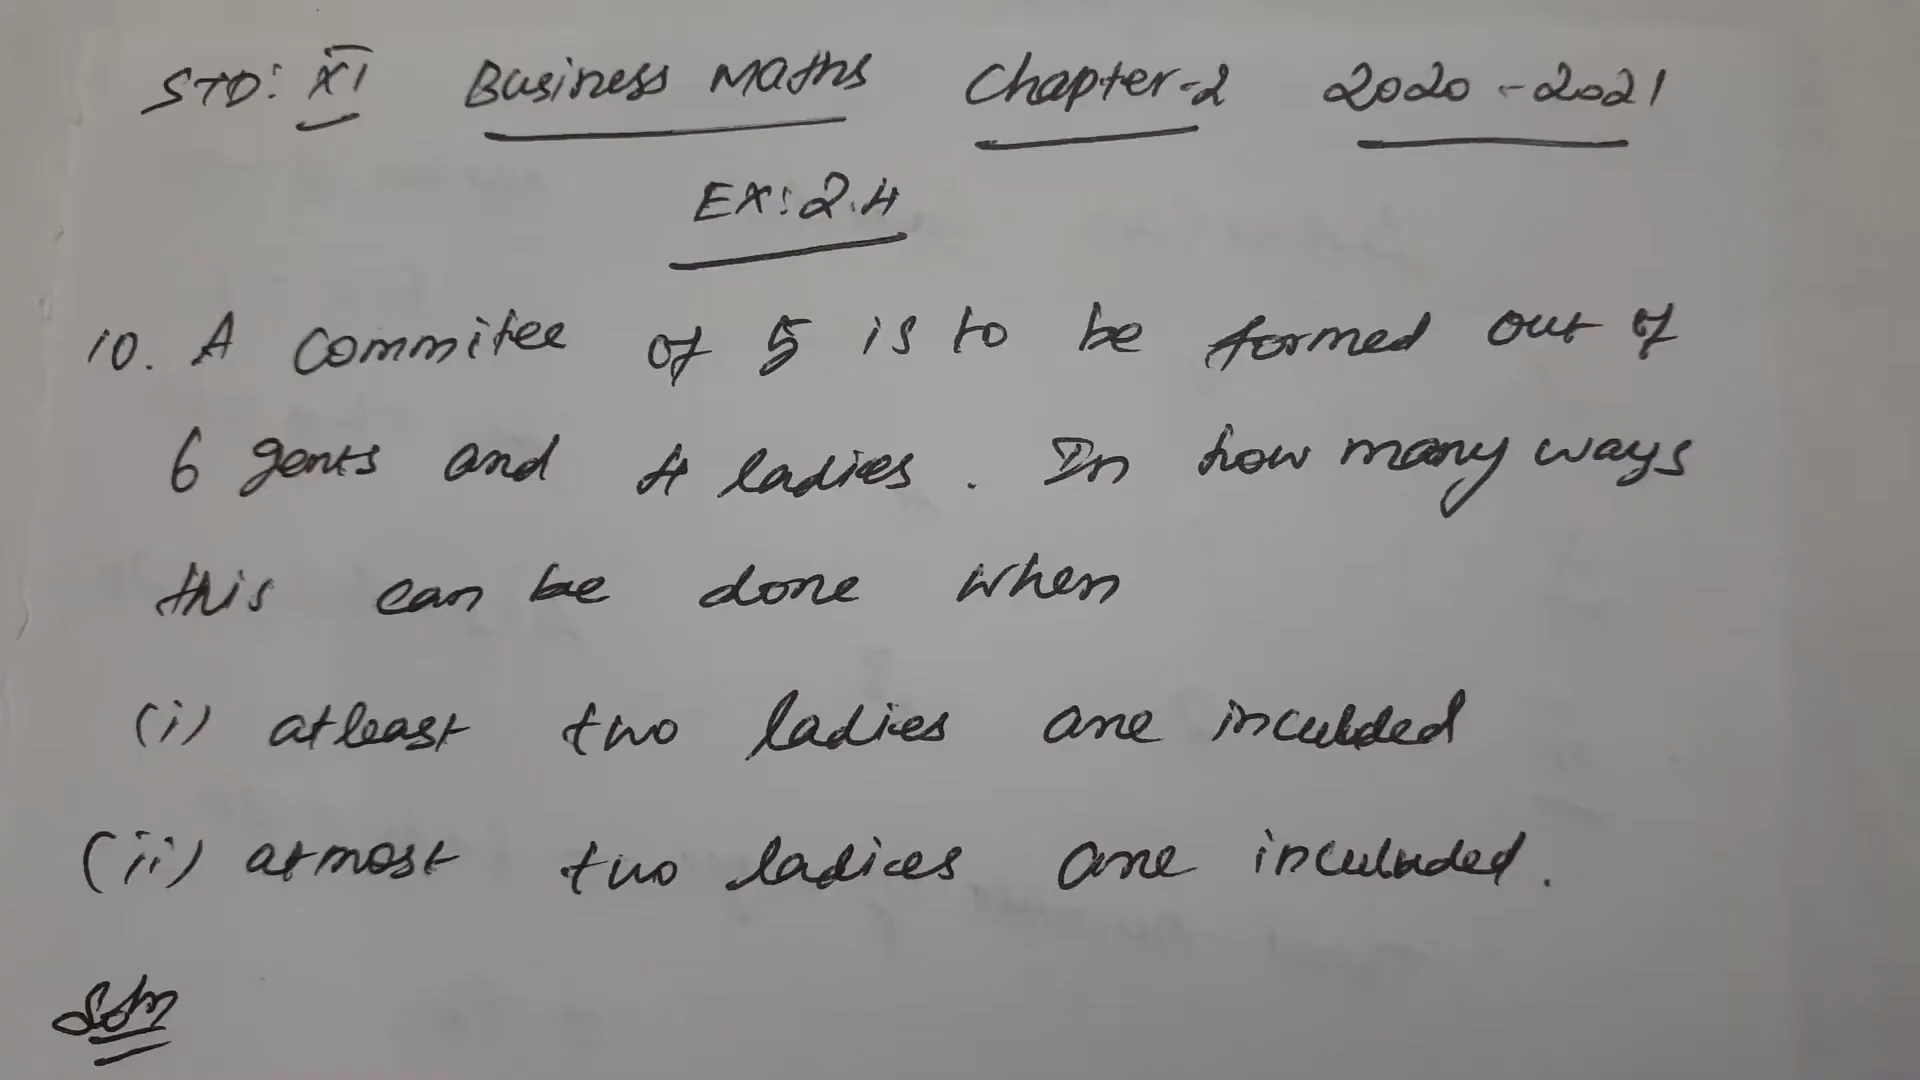 STD: XI Business Maths Chapter-2 2020-2021
EX: 2.4
10. A Commitee of 5 is to be formed out of
6 gents and 4 ladies. In how many ways
this can be done when
(i) atleast two ladies are inculded
(ii) atmost two ladies are inculuded.
Soln